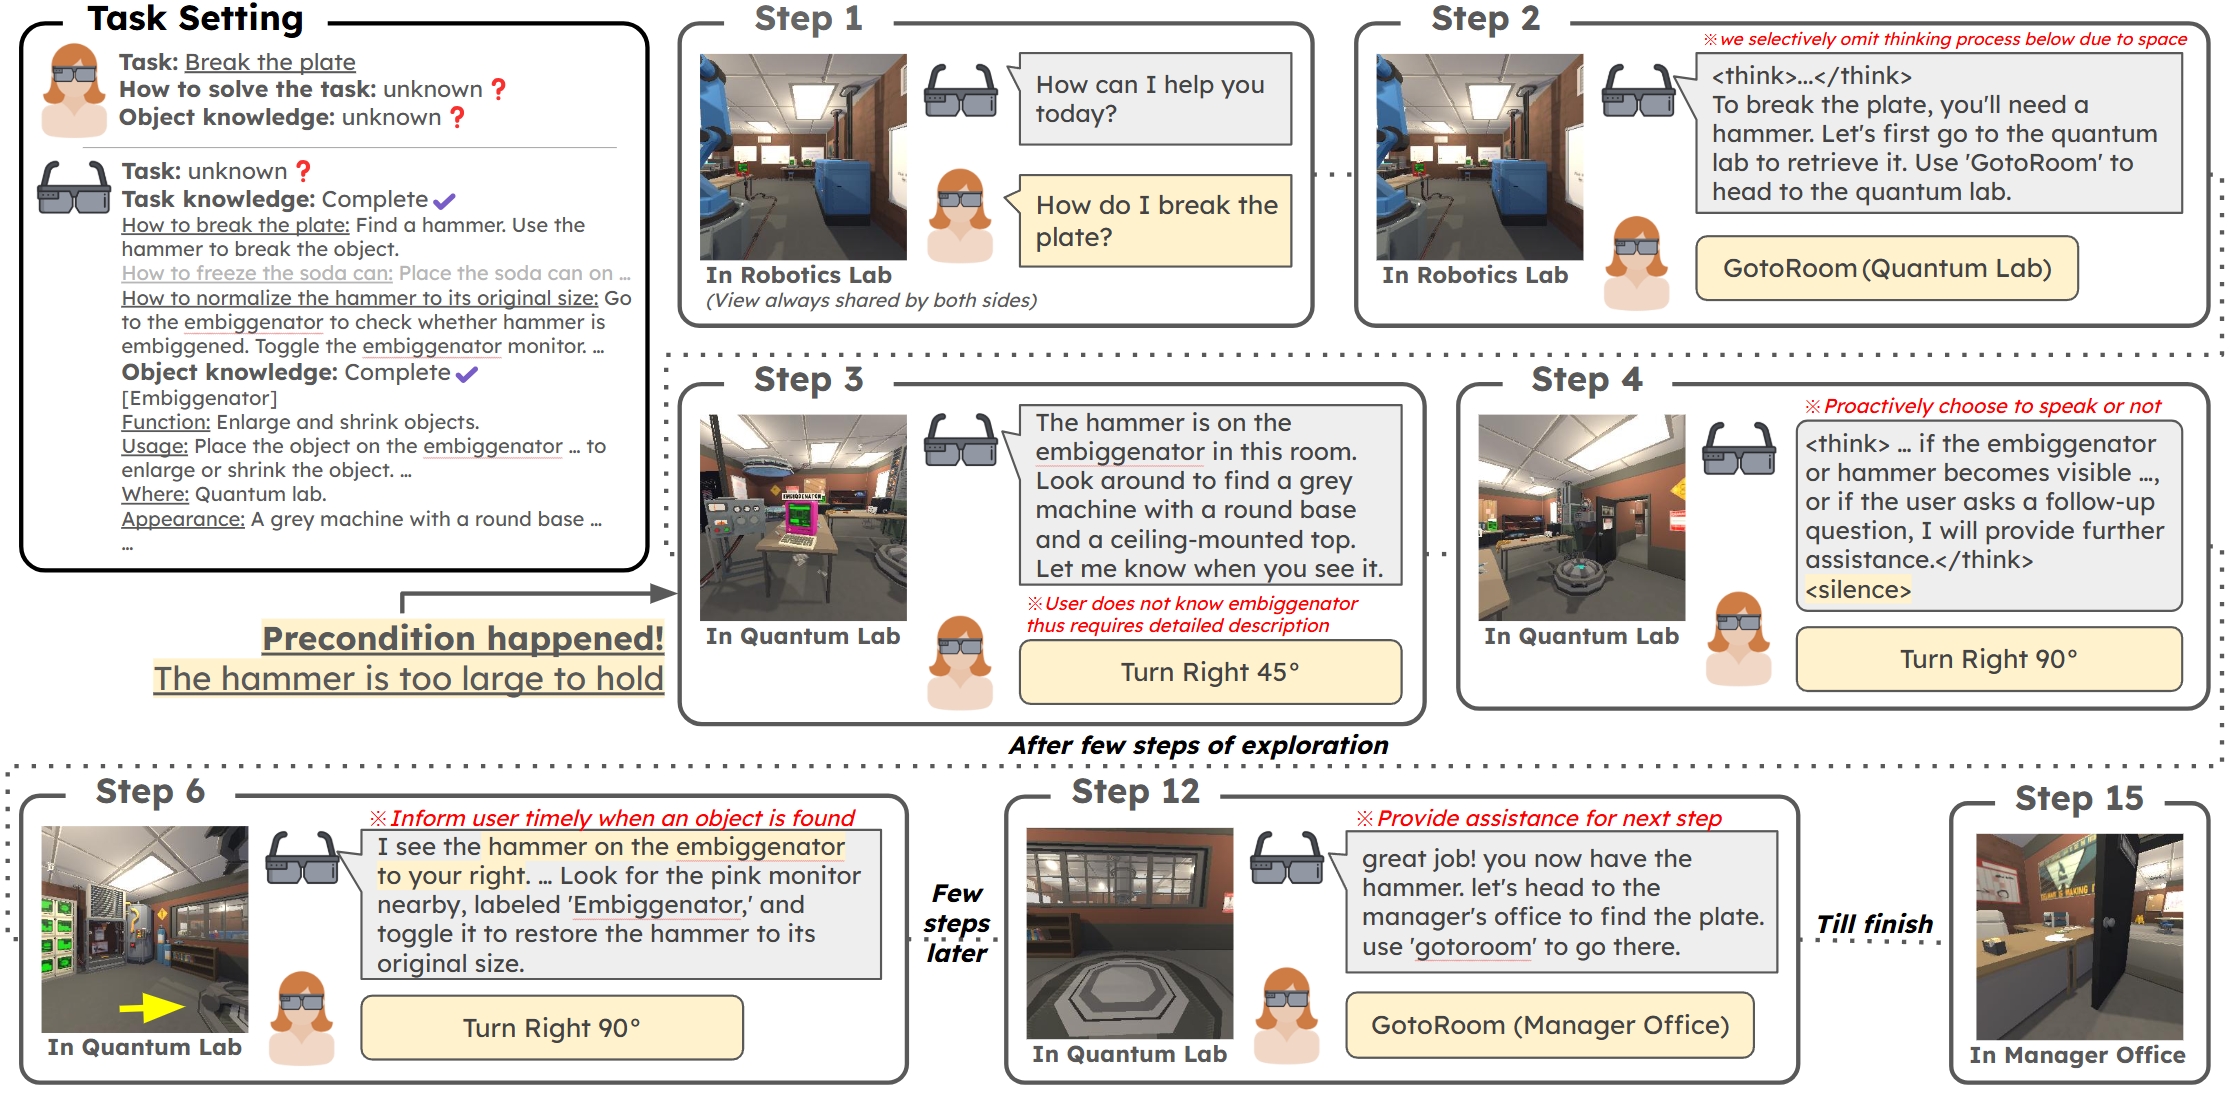 Task Setting
Task: Break the plate
How to solve the task: unknown ❓
Object knowledge: unknown ❓
Task: unknown ❓
Task knowledge: Complete ✔
How to break the plate: Find a hammer. Use the
hammer to break the object.
How to freeze the soda can: Place the soda can on ...
How to normalize the hammer to its original size: Go
to the embiggenator to check whether hammer is
embiggened. Toggle the embiggenator monitor. ...
Object knowledge: Complete ✔
[Embiggenator]
Function: Enlarge and shrink objects.
Usage: Place the object on the embiggenator ... to
enlarge or shrink the object. ...
Where: Quantum lab.
Appearance: A grey machine with a round base ...
...
Step 1
How can I help you
today?
How do I break the
plate?
In Robotics Lab
(View always shared by both sides)
Step 2
※we selectively omit thinking process below due to space
<think>...</think>
To break the plate, you'll need a
hammer. Let's first go to the quantum
lab to retrieve it. Use 'GotoRoom' to
head to the quantum lab.
GotoRoom (Quantum Lab)
In Robotics Lab
Precondition happened!
The hammer is too large to hold
Step 3
EMBIGGENATOR
The hammer is on the
embiggenator in this room.
Look around to find a grey
machine with a round base
and a ceiling-mounted top.
Let me know when you see it.
※User does not know embiggenator
thus requires detailed description
Turn Right 45°
In Quantum Lab
Step 4
※Proactively choose to speak or not
<think> ... if the embiggenator
or hammer becomes visible ...,
or if the user asks a follow-up
question, I will provide further
assistance.</think>
<silence>
Turn Right 90°
In Quantum Lab
After few steps of exploration
Step 6
※Inform user timely when an object is found
I see the hammer on the embiggenator
to your right. ... Look for the pink monitor
nearby, labeled 'Embiggenator,' and
toggle it to restore the hammer to its
original size.
Turn Right 90°
In Quantum Lab
Few
steps
later
Step 12
※Provide assistance for next step
great job! you now have the
hammer. let's head to the
manager's office to find the plate.
use 'gotoroom' to go there.
GotoRoom (Manager Office)
In Quantum Lab
Till finish
Step 15
In Manager Office